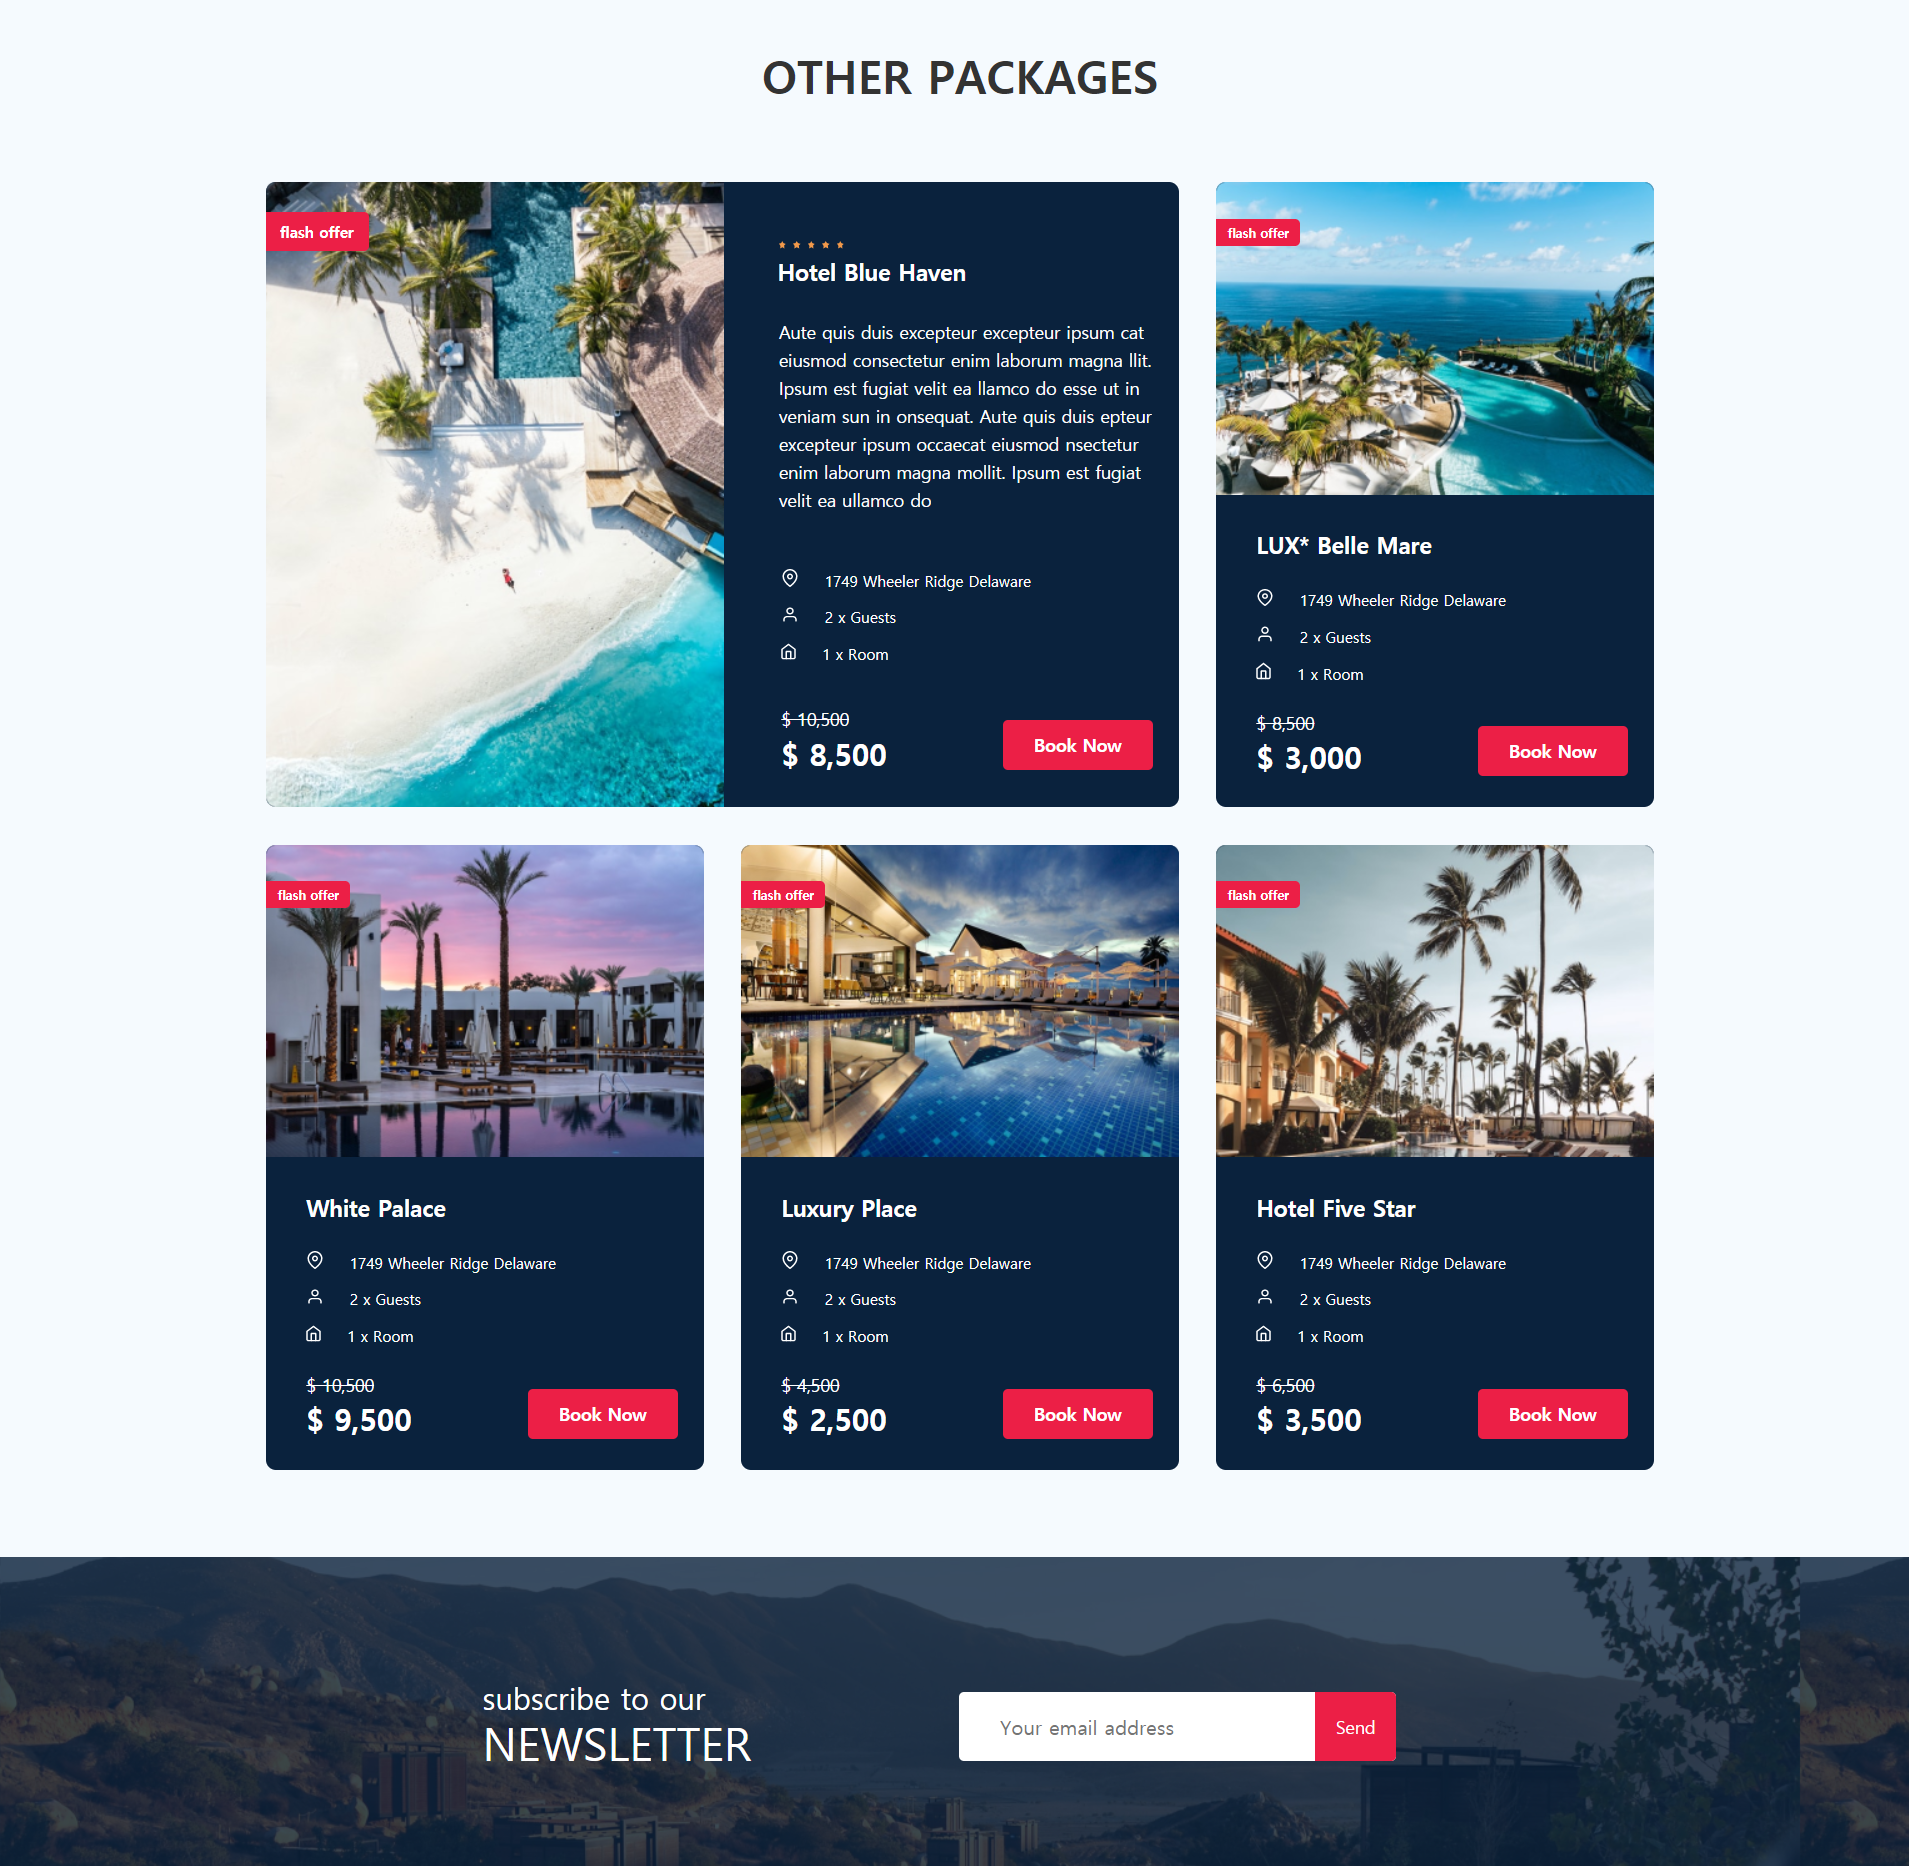 OTHER PACKAGES
flash offer
Hotel Blue Haven
Aute quis duis excepteur excepteur ipsum cat
eiusmod consectetur enim laborum magna llit.
Ipsum est fugiat velit ea llamco do esse ut in
veniam sun in onsequat. Aute quis duis epteur
excepteur ipsum occaecat eiusmod nsectetur
enim laborum magna mollit. Ipsum est fugiat
velit ea ullamco do
1749 Wheeler Ridge Delaware
2 x Guests
1 x Room
$ 10,500
$ 8,500
Book Now
flash offer
LUX* Belle Mare
1749 Wheeler Ridge Delaware
2 x Guests
1 x Room
$ 8,500
$ 3,000
Book Now
flash offer
White Palace
1749 Wheeler Ridge Delaware
2 x Guests
1 x Room
$ 10,500
$ 9,500
Book Now
flash offer
Luxury Place
1749 Wheeler Ridge Delaware
2 x Guests
1 x Room
$ 4,500
$ 2,500
Book Now
flash offer
Hotel Five Star
1749 Wheeler Ridge Delaware
2 x Guests
1 x Room
$ 6,500
$ 3,500
Book Now
subscribe to our
NEWSLETTER
Your email address
Send